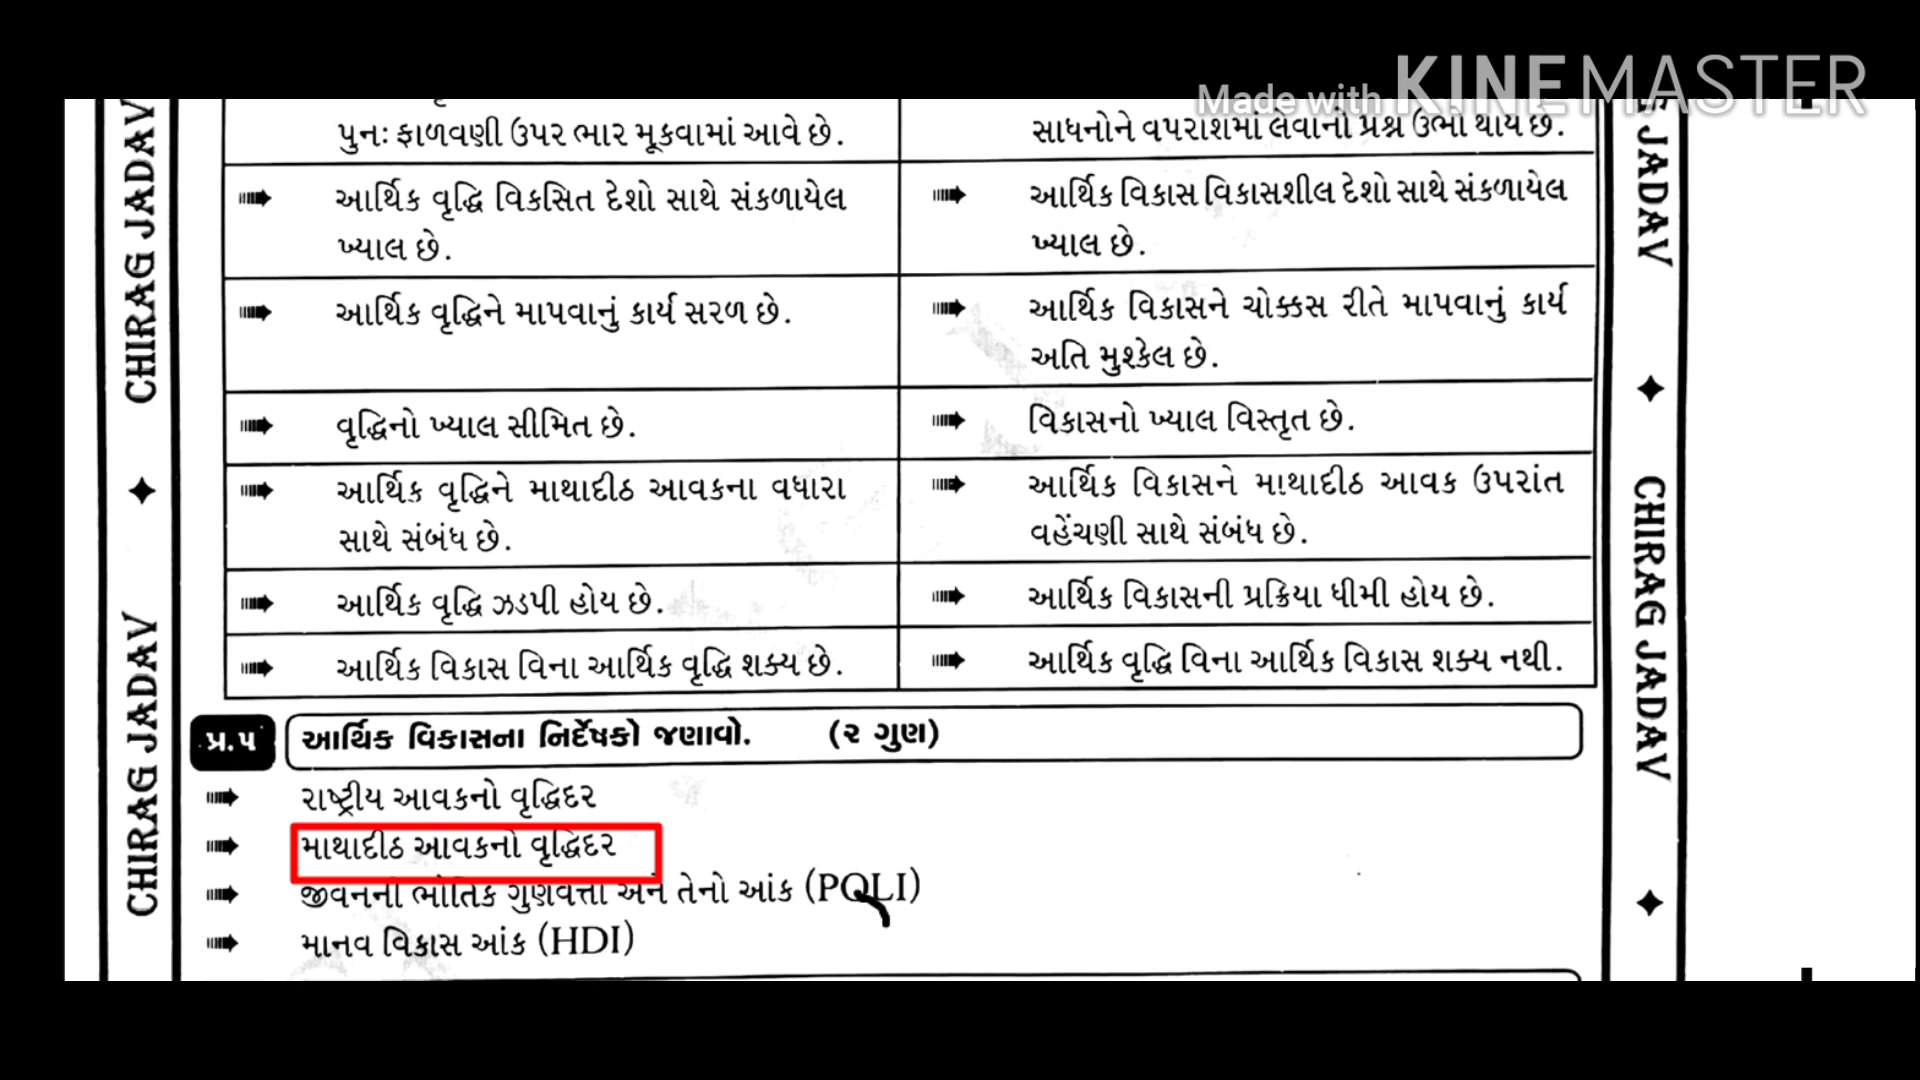 Made with KINEMASTER
પુનઃ ફાળવણી ઉપર ભાર મૂકવામાં આવે છે.
સાધનોને વપરાશમાં લેવાનો પ્રશ્ન ઉભો થાય છે.
આર્થિક વૃદ્ધિ વિકસિત દેશો સાથે સંકળાયેલ
ખ્યાલ છે.
આર્થિક વિકાસ વિકાસશીલ દેશો સાથે સંકળાયેલ
ખ્યાલ છે.
આર્થિક વૃદ્ધિને માપવાનું કાર્ય સરળ છે.
આર્થિક વિકાસને ચોક્કસ રીતે માપવાનું કાર્ય
અતિ મુશ્કેલ છે.
વૃદ્ધિનો ખ્યાલ સીમિત છે.
વિકાસનો ખ્યાલ વિસ્તૃત છે.
આર્થિક વૃદ્ધિને માથાદીઠ આવકના વધારા
સાથે સંબંધ છે.
આર્થિક વિકાસને માથાદીઠ આવક ઉપરાંત
વહેંચણી સાથે સંબંધ છે.
આર્થિક વૃદ્ધિ ઝડપી હોય છે.
આર્થિક વિકાસની પ્રક્રિયા ધીમી હોય છે.
આર્થિક વિકાસ વિના આર્થિક વૃદ્ધિ શક્ય છે.
આર્થિક વૃદ્ધિ વિના આર્થિક વિકાસ શક્ય નથી.
પ્ર.૫ આર્થિક વિકાસના નિર્દેષકો જણાવો. (૨ ગુણ)
રાષ્ટ્રીય આવકનો વૃદ્ધિદર
માથાદીઠ આવકનો વૃદ્ધિદર
જીવનની ભૌતિક ગુણવત્તા અને તેનો આંક (PQLI)
માનવ વિકાસ આંક (HDI)
CHIRAG JADAV
CHIRAG JADAV
JADAV
CHIRAG JADAV